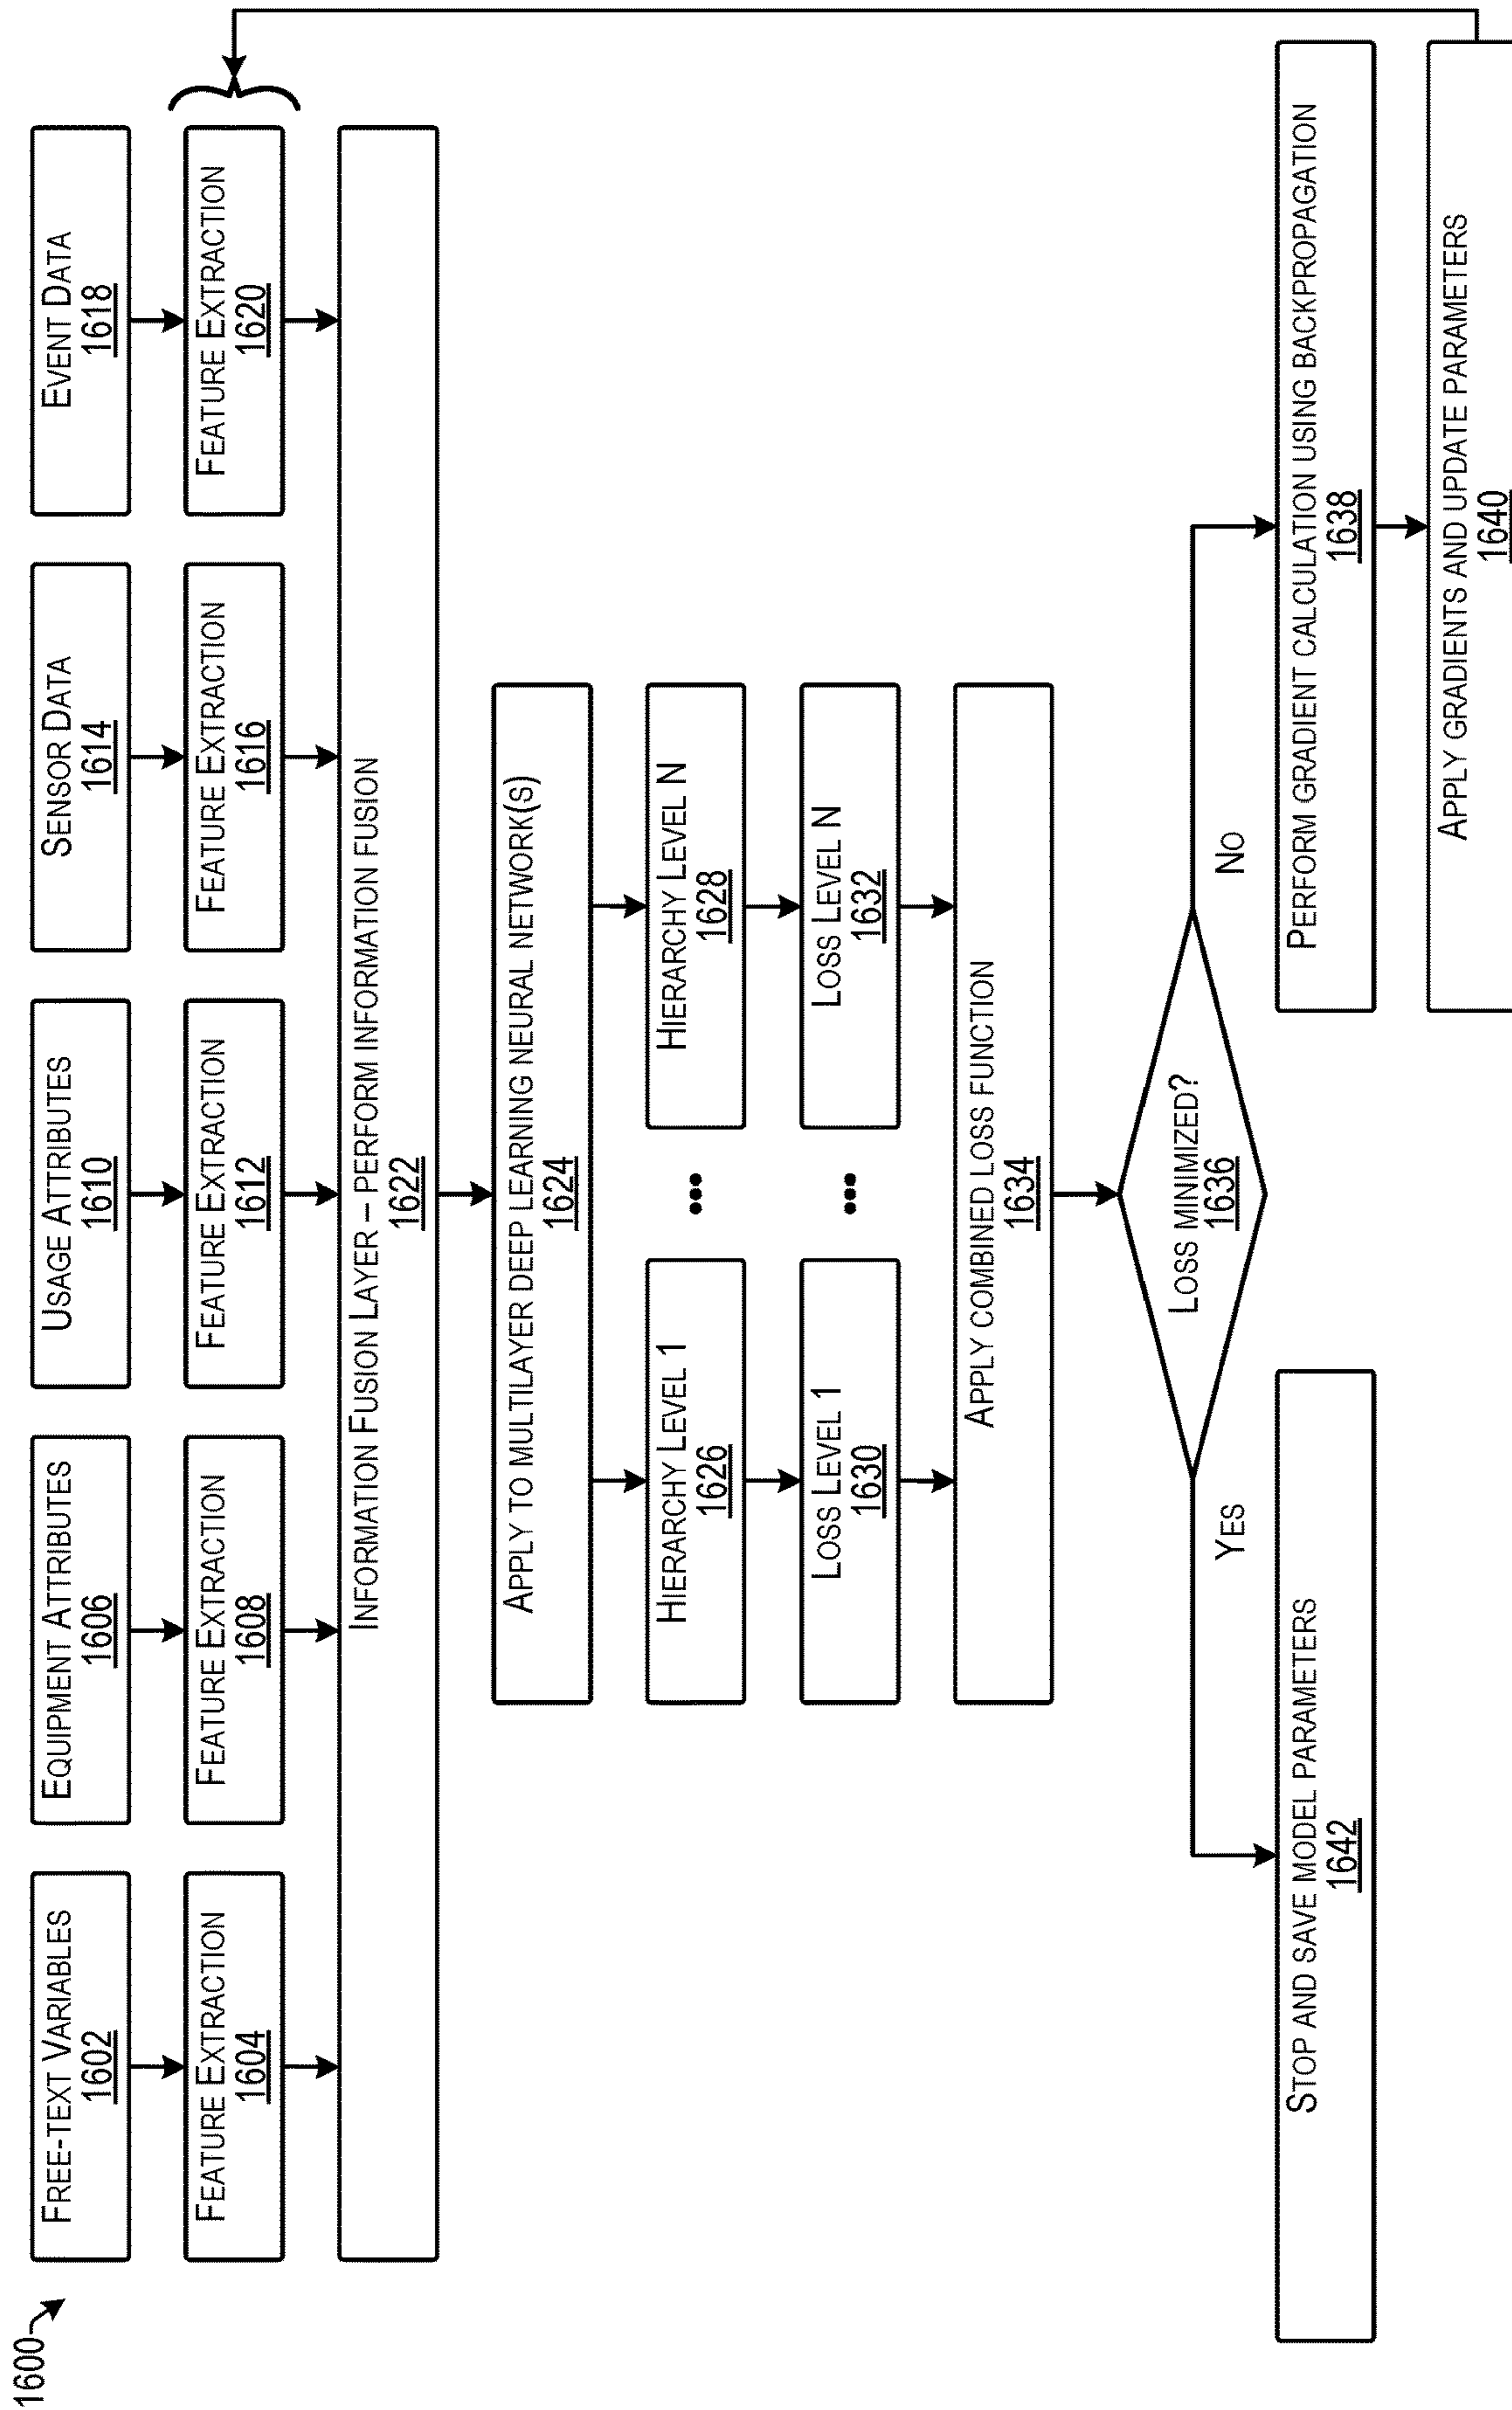 1600
FREE-TEXT VARIABLES
1602
EQUIPMENT ATTRIBUTES
1606
USAGE ATTRIBUTES
1610
SENSOR DATA
1614
EVENT DATA
1618
FEATURE EXTRACTION
1604
FEATURE EXTRACTION
1608
FEATURE EXTRACTION
1612
FEATURE EXTRACTION
1616
FEATURE EXTRACTION
1620
INFORMATION FUSION LAYER – PERFORM INFORMATION FUSION
1622
APPLY TO MULTILAYER DEEP LEARNING NEURAL NETWORK(S)
1624
HIERARCHY LEVEL 1
1626
HIERARCHY LEVEL N
1628
LOSS LEVEL 1
1630
LOSS LEVEL N
1632
APPLY COMBINED LOSS FUNCTION
1634
LOSS MINIMIZED?
1636
YES
NO
STOP AND SAVE MODEL PARAMETERS
1642
PERFORM GRADIENT CALCULATION USING BACKPROPAGATION
1638
APPLY GRADIENTS AND UPDATE PARAMETERS
1640